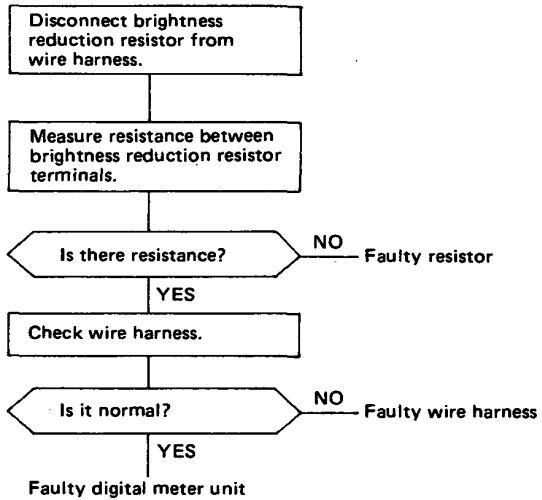 Disconnect brightness
reduction resistor from
wire harness.
Measure resistance between
brightness reduction resistor
terminals.
Is there resistance?
NO
Faulty resistor
YES
Check wire harness.
Is it normal?
NO
Faulty wire harness
YES
Faulty digital meter unit